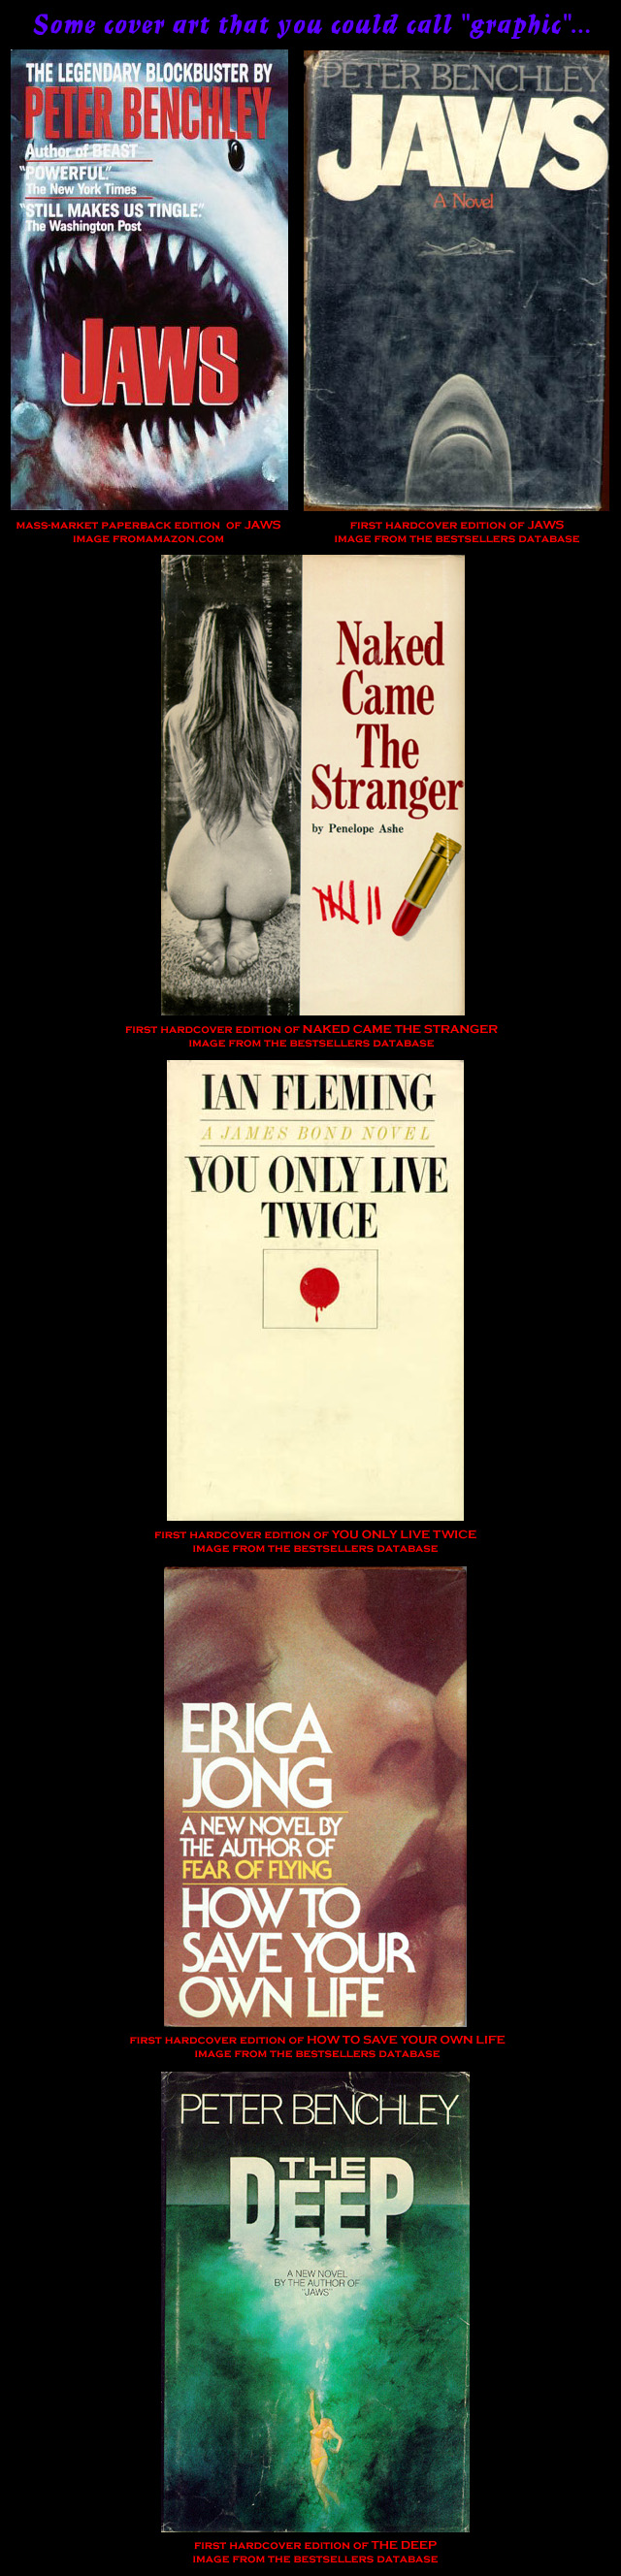 Some cover art that you could call "graphic"...
THE LEGENDARY BLOCKBUSTER BY
PETER BENCHLEY
Author of BEAST
"POWERFUL."
The New York Times
"STILL MAKES US TINGLE."
The Washington Post
JAWS
MASS-MARKET PAPERBACK EDITION OF JAWS
IMAGE FROMAMAZON.COM
PETER BENCHLEY
JAWS
A Novel
FIRST HARDCOVER EDITION OF JAWS
IMAGE FROM THE BESTSELLERS DATABASE
Naked
Came
The
Stranger
by Penelope Ashe
FIRST HARDCOVER EDITION OF NAKED CAME THE STRANGER
IMAGE FROM THE BESTSELLERS DATABASE
IAN FLEMING
A JAMES BOND NOVEL
YOU ONLY LIVE
TWICE
FIRST HARDCOVER EDITION OF YOU ONLY LIVE TWICE
IMAGE FROM THE BESTSELLERS DATABASE
ERICA
JONG
A NEW NOVEL BY
THE AUTHOR OF
FEAR OF FLYING
HOW TO
SAVE YOUR
OWN LIFE
FIRST HARDCOVER EDITION OF HOW TO SAVE YOUR OWN LIFE
IMAGE FROM THE BESTSELLERS DATABASE
PETER BENCHLEY
THE
DEEP
A NEW NOVEL
BY THE AUTHOR OF
"JAWS"
FIRST HARDCOVER EDITION OF THE DEEP
IMAGE FROM THE BESTSELLERS DATABASE